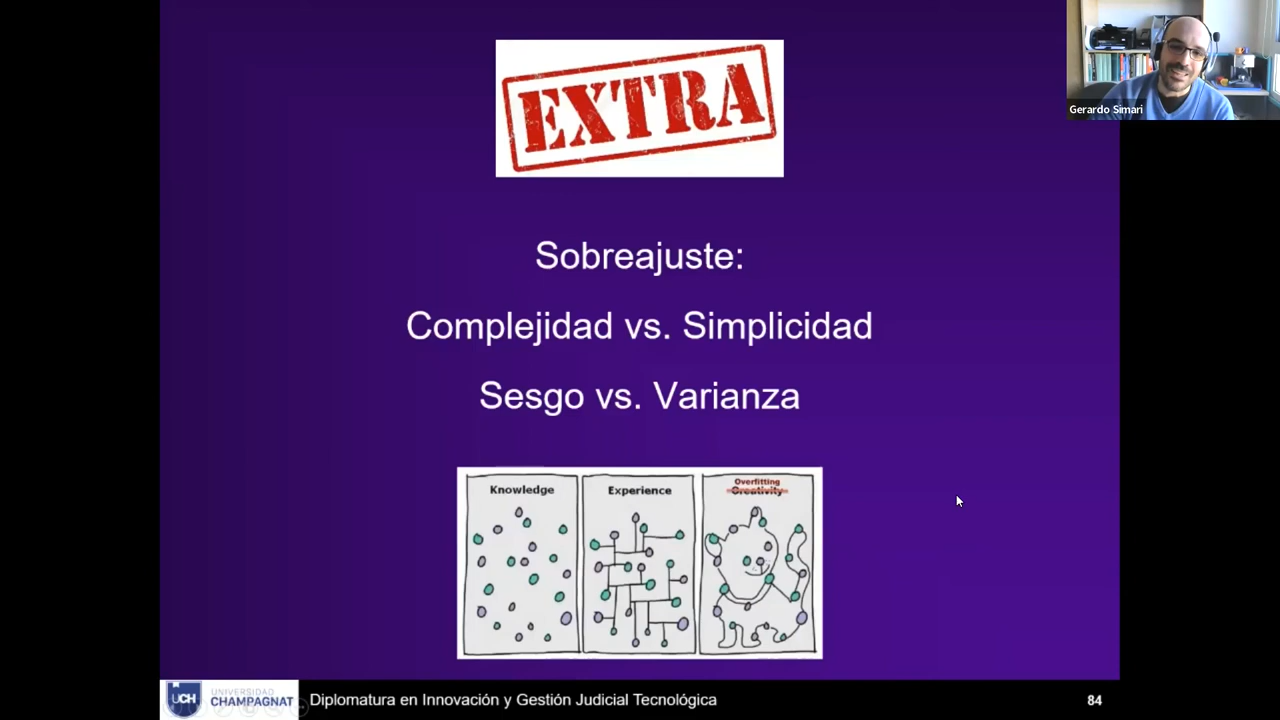 EXTRA
Gerardo Simari
Sobreajuste:
Complejidad vs. Simplicidad
Sesgo vs. Varianza
Knowledge
Experience
Overfitting
Creativity
UCH
UNIVERSIDAD
CHAMPAGNAT
Diplomatura en Innovación y Gestión Judicial Tecnológica
84